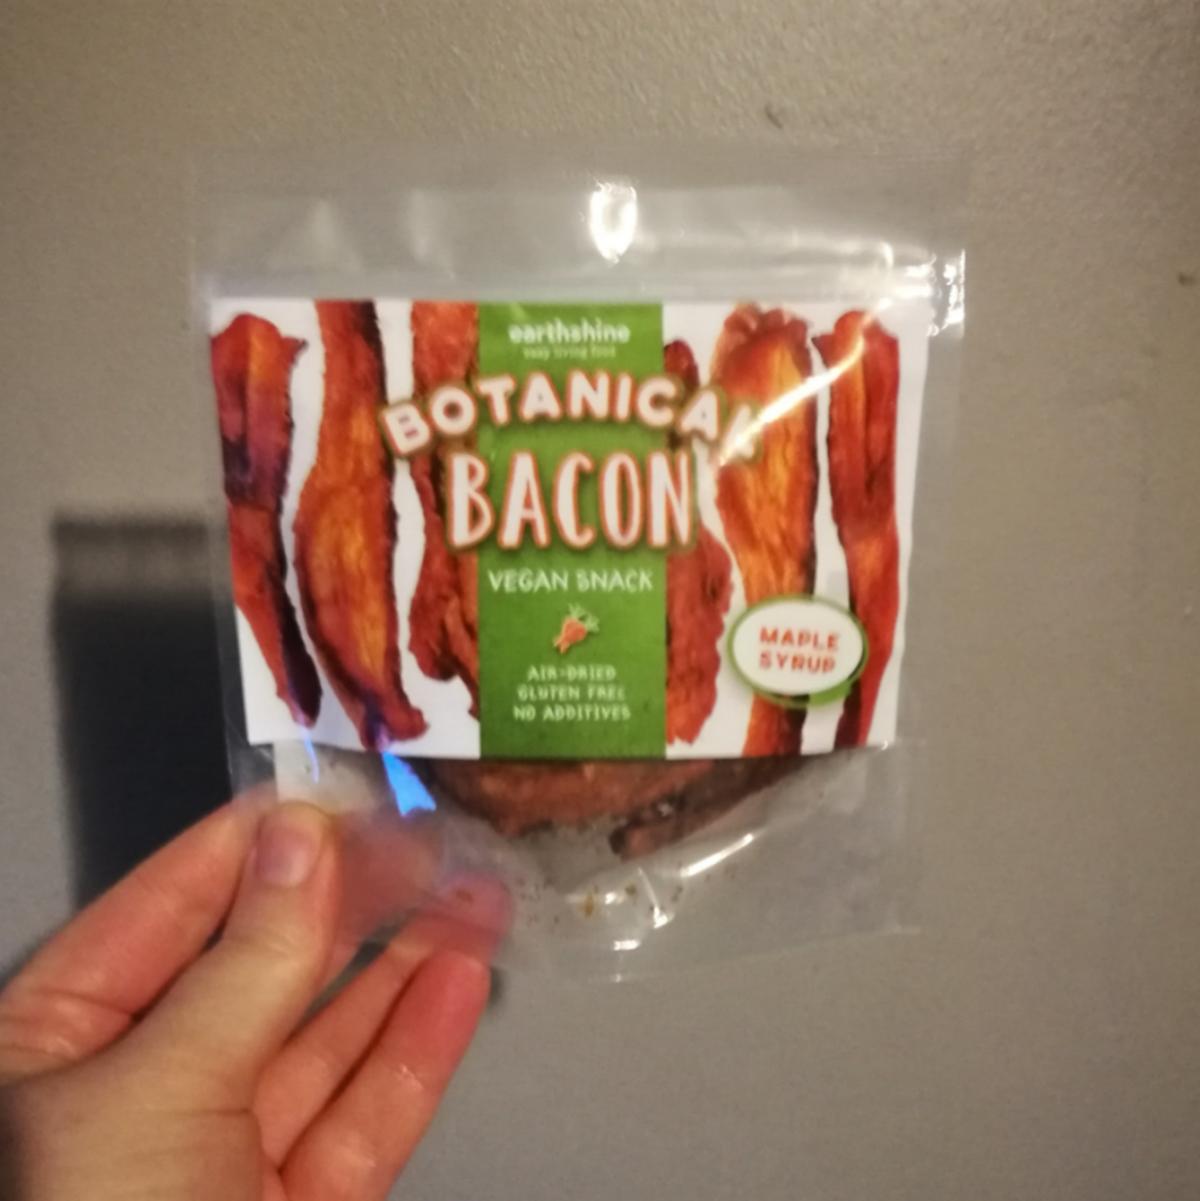 earthshine
easy living food
BOTANICAL
BACON
VEGAN SNACK
AIR-DRIED
GLUTEN FREE
NO ADDITIVES
MAPLE
SYRUP